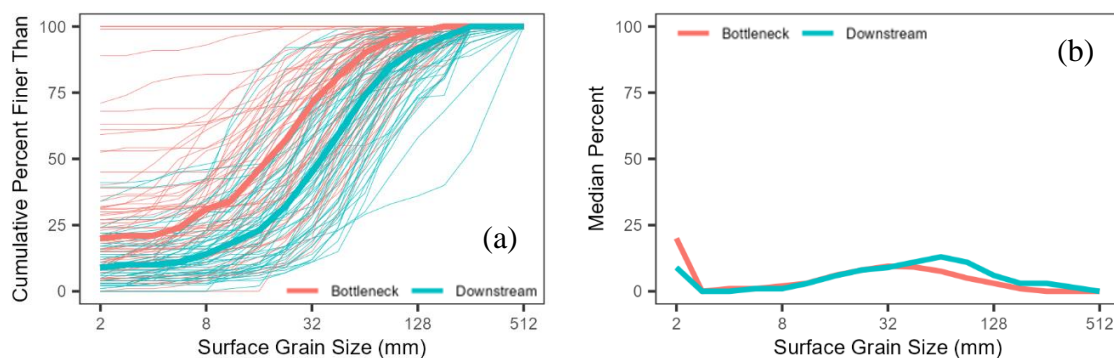 Cumulative Percent Finer Than
100
75
50
25
0
(a)
Bottleneck Downstream
2 8 32 128 512
Surface Grain Size (mm)
Median Percent
100
75
50
25
0
Bottleneck Downstream
(b)
2 8 32 128 512
Surface Grain Size (mm)